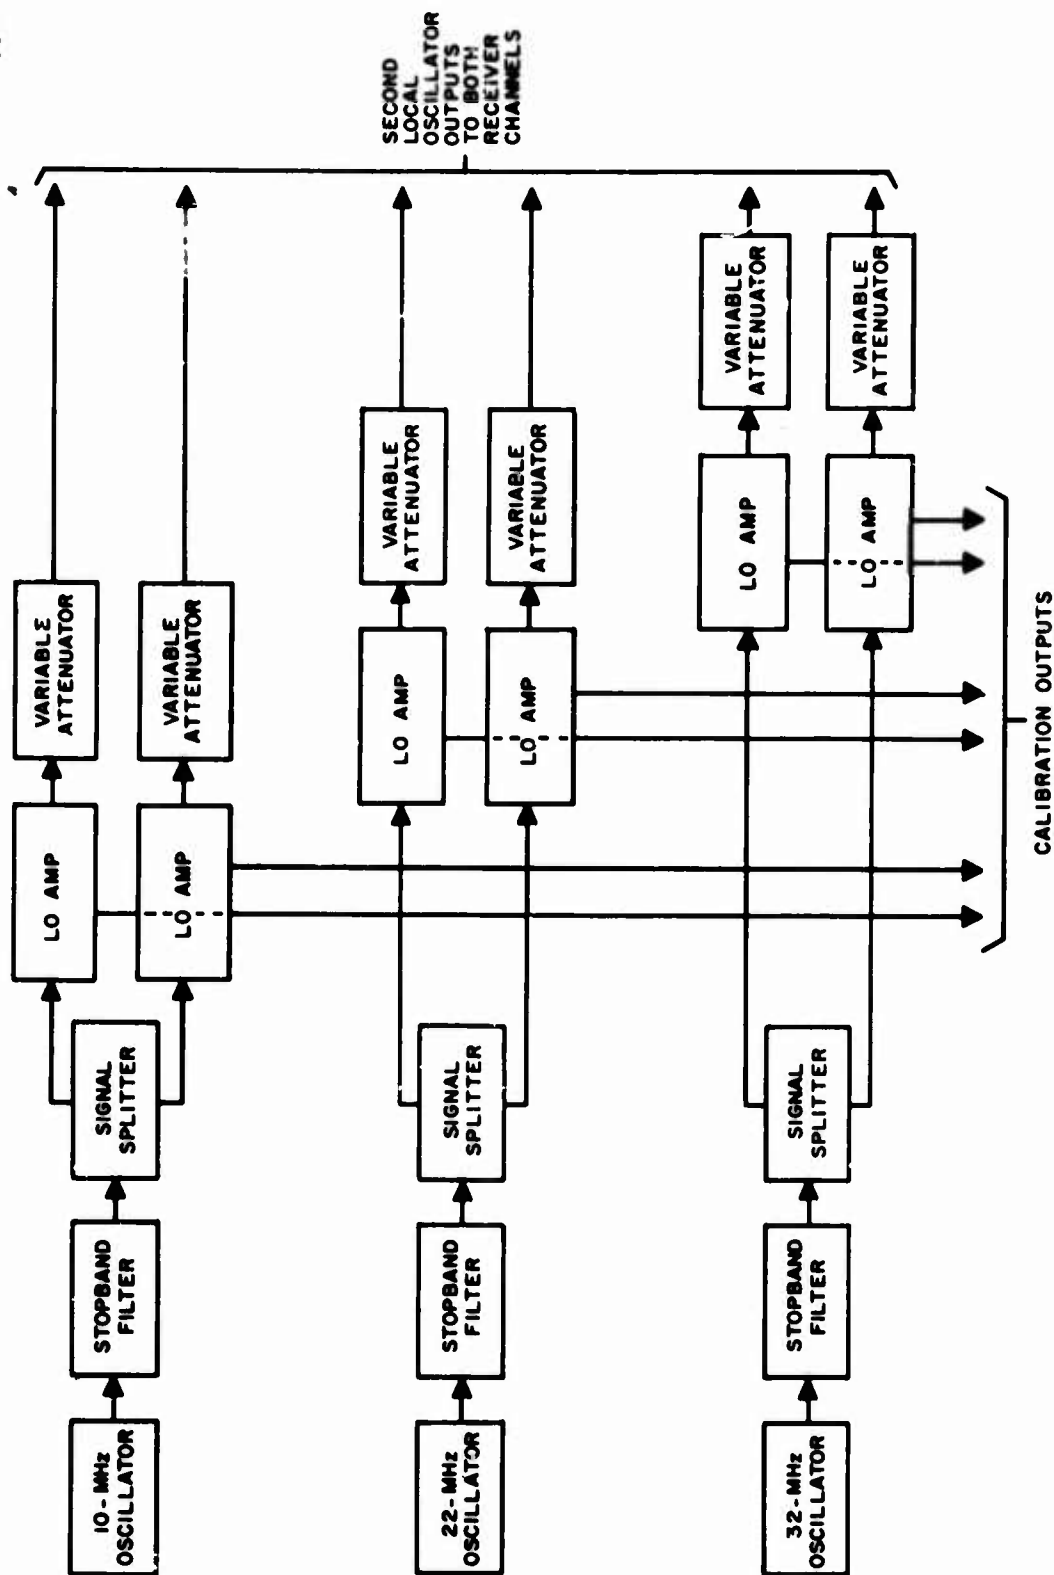 10-MHz
OSCILLATOR
STOPBAND
FILTER
SIGNAL
SPLITTER
LO AMP
LO AMP
VARIABLE
ATTENUATOR
VARIABLE
ATTENUATOR
22-MHz
OSCILLATOR
STOPBAND
FILTER
SIGNAL
SPLITTER
LO AMP
LO AMP
VARIABLE
ATTENUATOR
VARIABLE
ATTENUATOR
32-MHz
OSCILLATOR
STOPBAND
FILTER
SIGNAL
SPLITTER
LO AMP
LO AMP
VARIABLE
ATTENUATOR
VARIABLE
ATTENUATOR
SECOND
LOCAL
OSCILLATOR
OUTPUTS
TO BOTH
RECEIVER
CHANNELS
CALIBRATION OUTPUTS